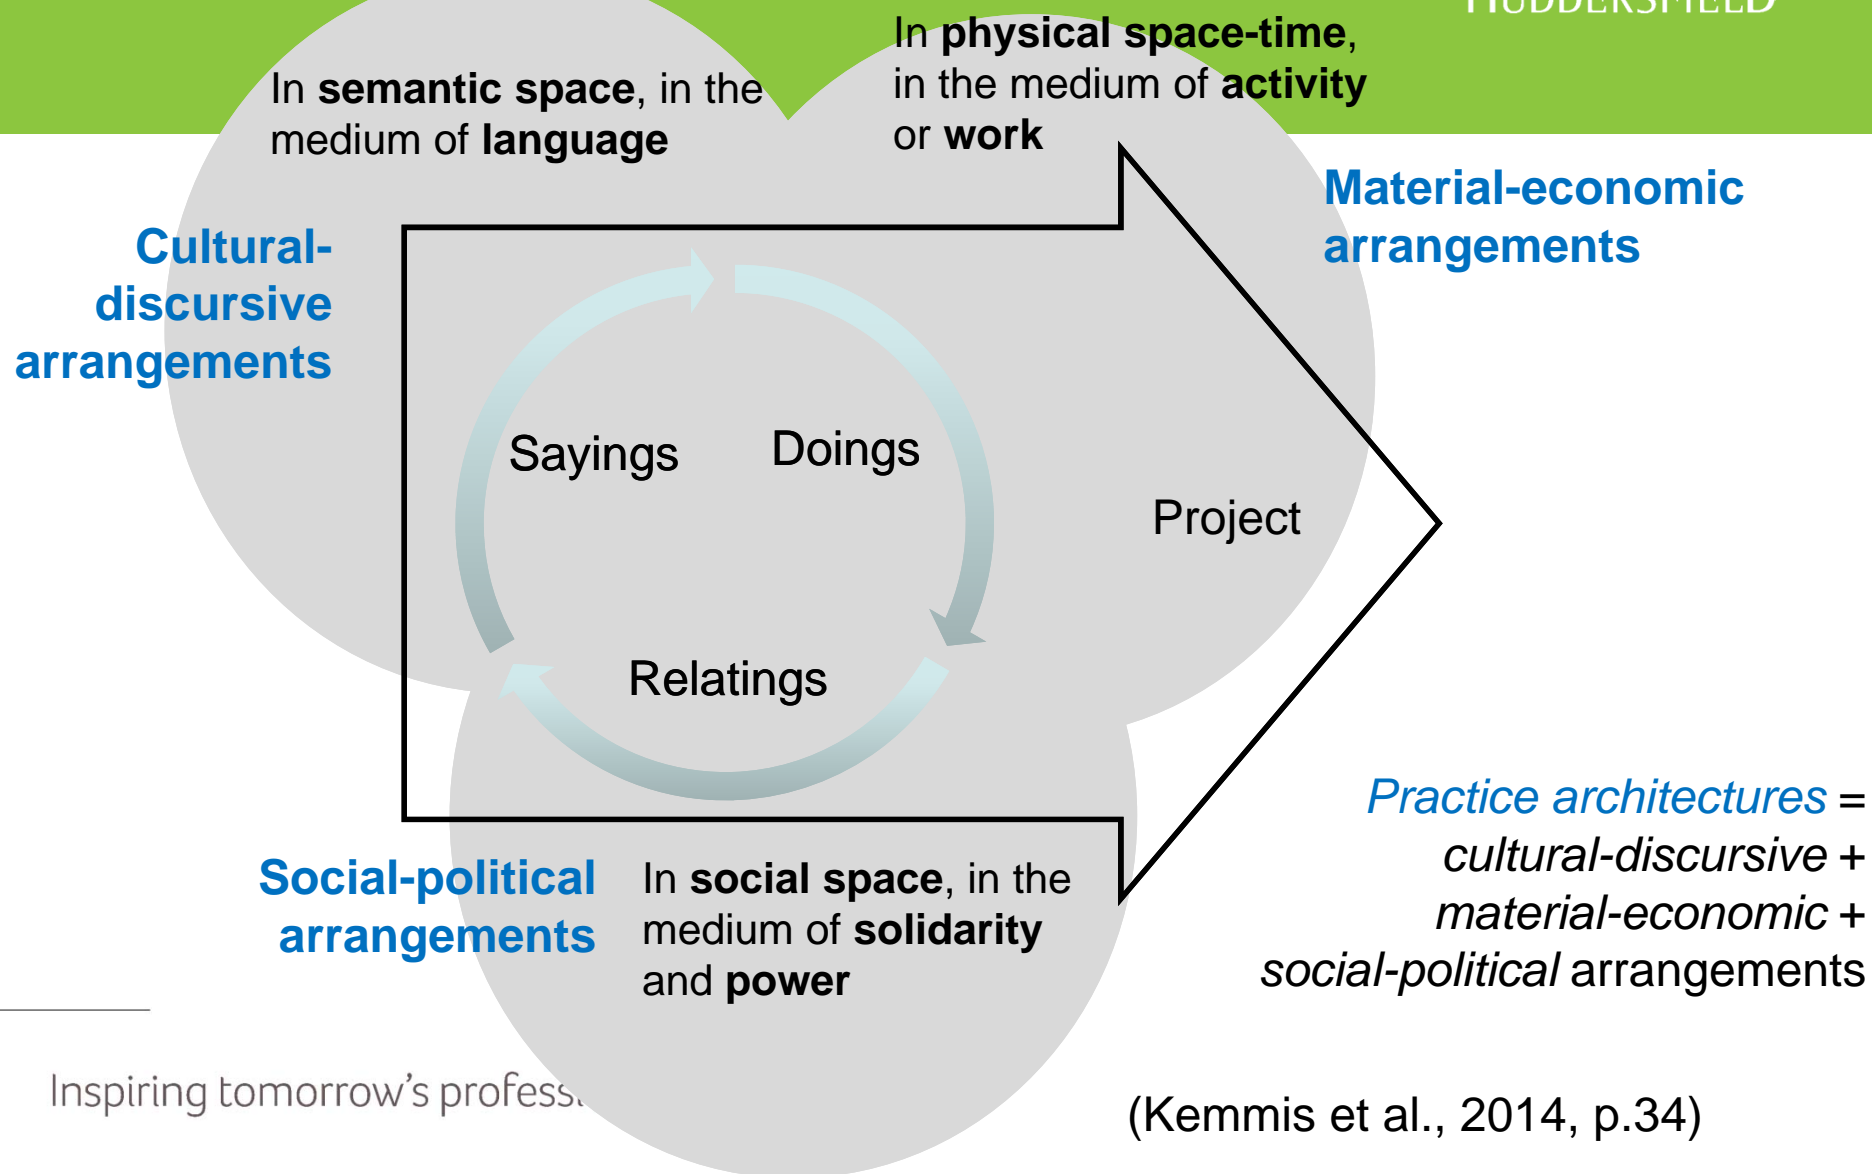 HUDDERSFIELD
In physical space-time,
in the medium of activity
or work
In semantic space, in the
medium of language
Material-economic
arrangements
Cultural-
discursive
arrangements
Sayings
Doings
Project
Relatings
Practice architectures =
cultural-discursive +
material-economic +
social-political arrangements
Social-political
arrangements
In social space, in the
medium of solidarity
and power
Inspiring tomorrow's profess
(Kemmis et al., 2014, p.34)